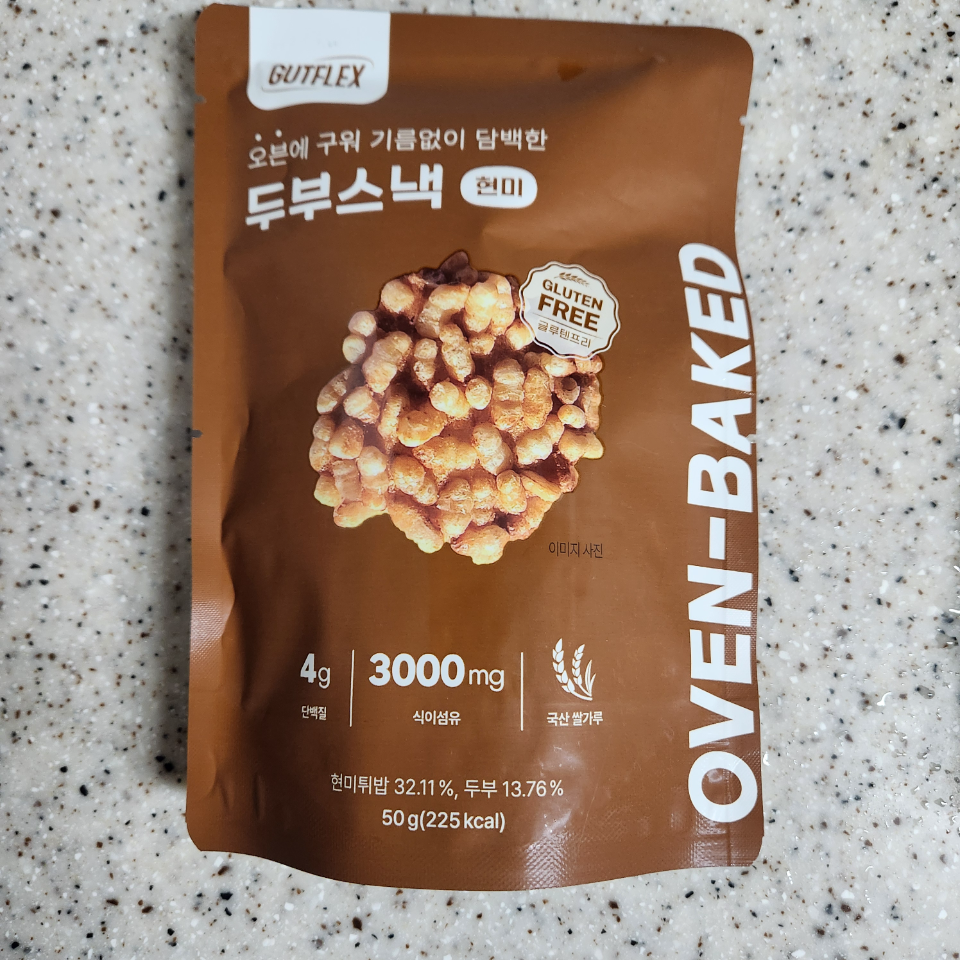 GUTFLEX
오븐에 구워 기름없이 담백한
두부스낵 현미
GLUTEN
FREE
글루텐프리
이미지 사진
OVEN-BAKED
4g
단백질
3000mg
식이섬유
국산 쌀가루
현미튀밥 32.11%, 두부 13.76%
50g(225kcal)